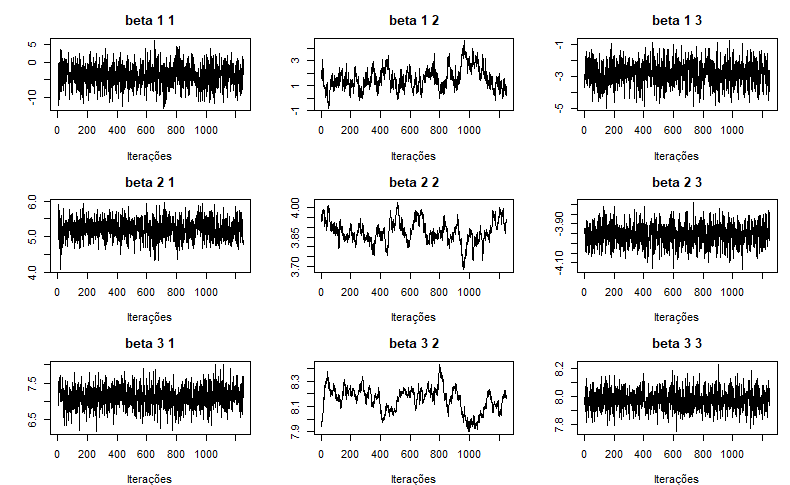 beta 1 1
5
0
-10
0 200 400 600 800 1000
Iterações
beta 1 2
3
1
-1
0 200 400 600 800 1000
Iterações
beta 1 3
-1
-3
-5
0 200 400 600 800 1000
Iterações
beta 2 1
6.0
5.0
4.0
0 200 400 600 800 1000
Iterações
beta 2 2
4.00
3.85
3.70
0 200 400 600 800 1000
Iterações
beta 2 3
-3.90
-4.10
0 200 400 600 800 1000
Iterações
beta 3 1
7.5
6.5
0 200 400 600 800 1000
Iterações
beta 3 2
8.3
8.1
7.9
0 200 400 600 800 1000
Iterações
beta 3 3
8.2
8.0
7.8
0 200 400 600 800 1000
Iterações